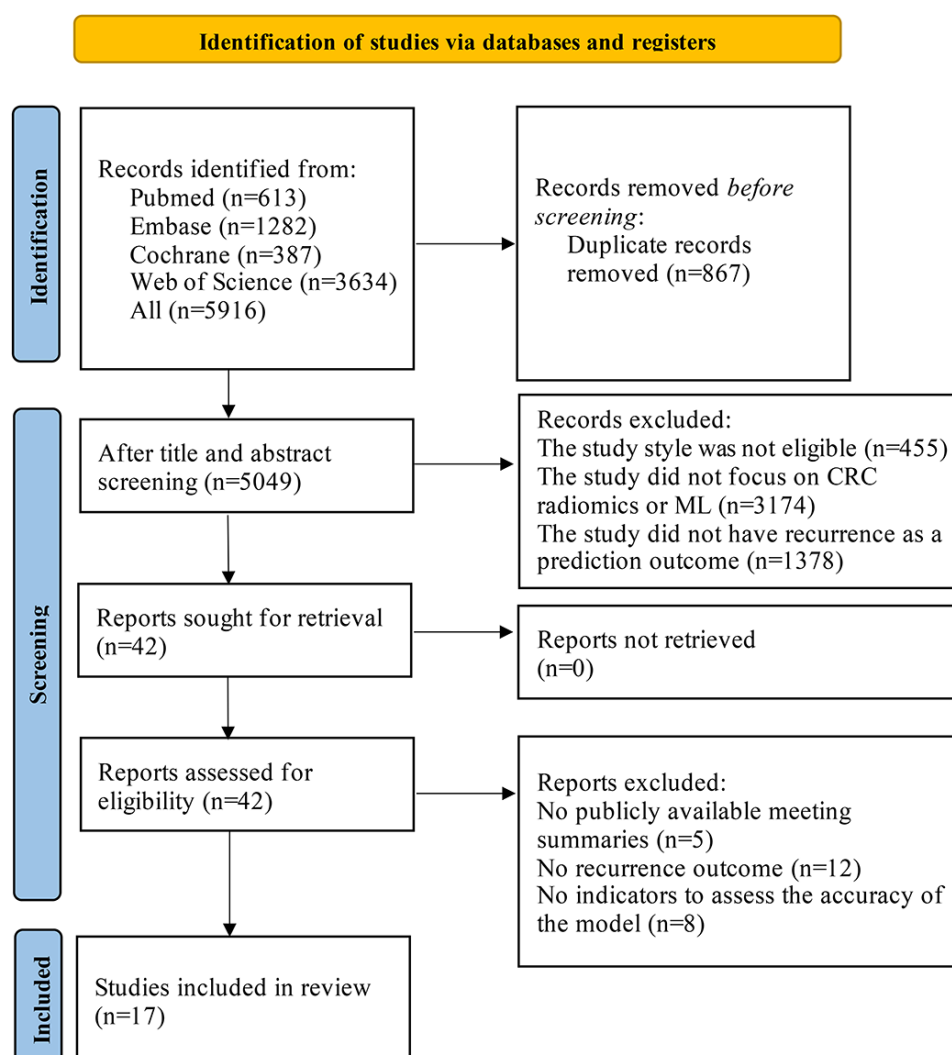 Identification of studies via databases and registers
Identification
Records identified from:
Pubmed (n=613)
Embase (n=1282)
Cochrane (n=387)
Web of Science (n=3634)
All (n=5916)
Records removed before
screening:
Duplicate records
removed (n=867)
Screening
After title and abstract
screening (n=5049)
Records excluded:
The study style was not eligible (n=455)
The study did not focus on CRC
radiomics or ML (n=3174)
The study did not have recurrence as a
prediction outcome (n=1378)
Reports sought for retrieval
(n=42)
Reports not retrieved
(n=0)
Reports assessed for
eligibility (n=42)
Reports excluded:
No publicly available meeting
summaries (n=5)
No recurrence outcome (n=12)
No indicators to assess the accuracy of
the model (n=8)
Included
Studies included in review
(n=17)